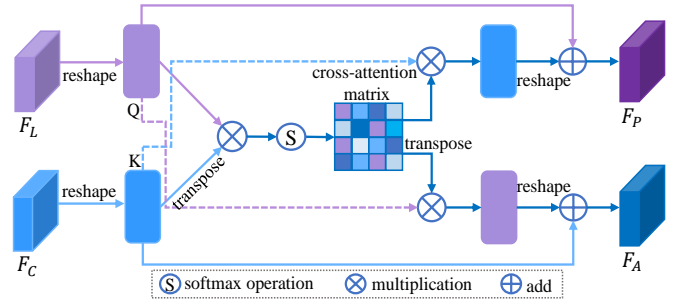 reshape
F_L
Q
cross-attention
matrix
reshape
F_P
S
K
transpose
transpose
reshape
F_C
reshape
F_A
S softmax operation
multiplication
add